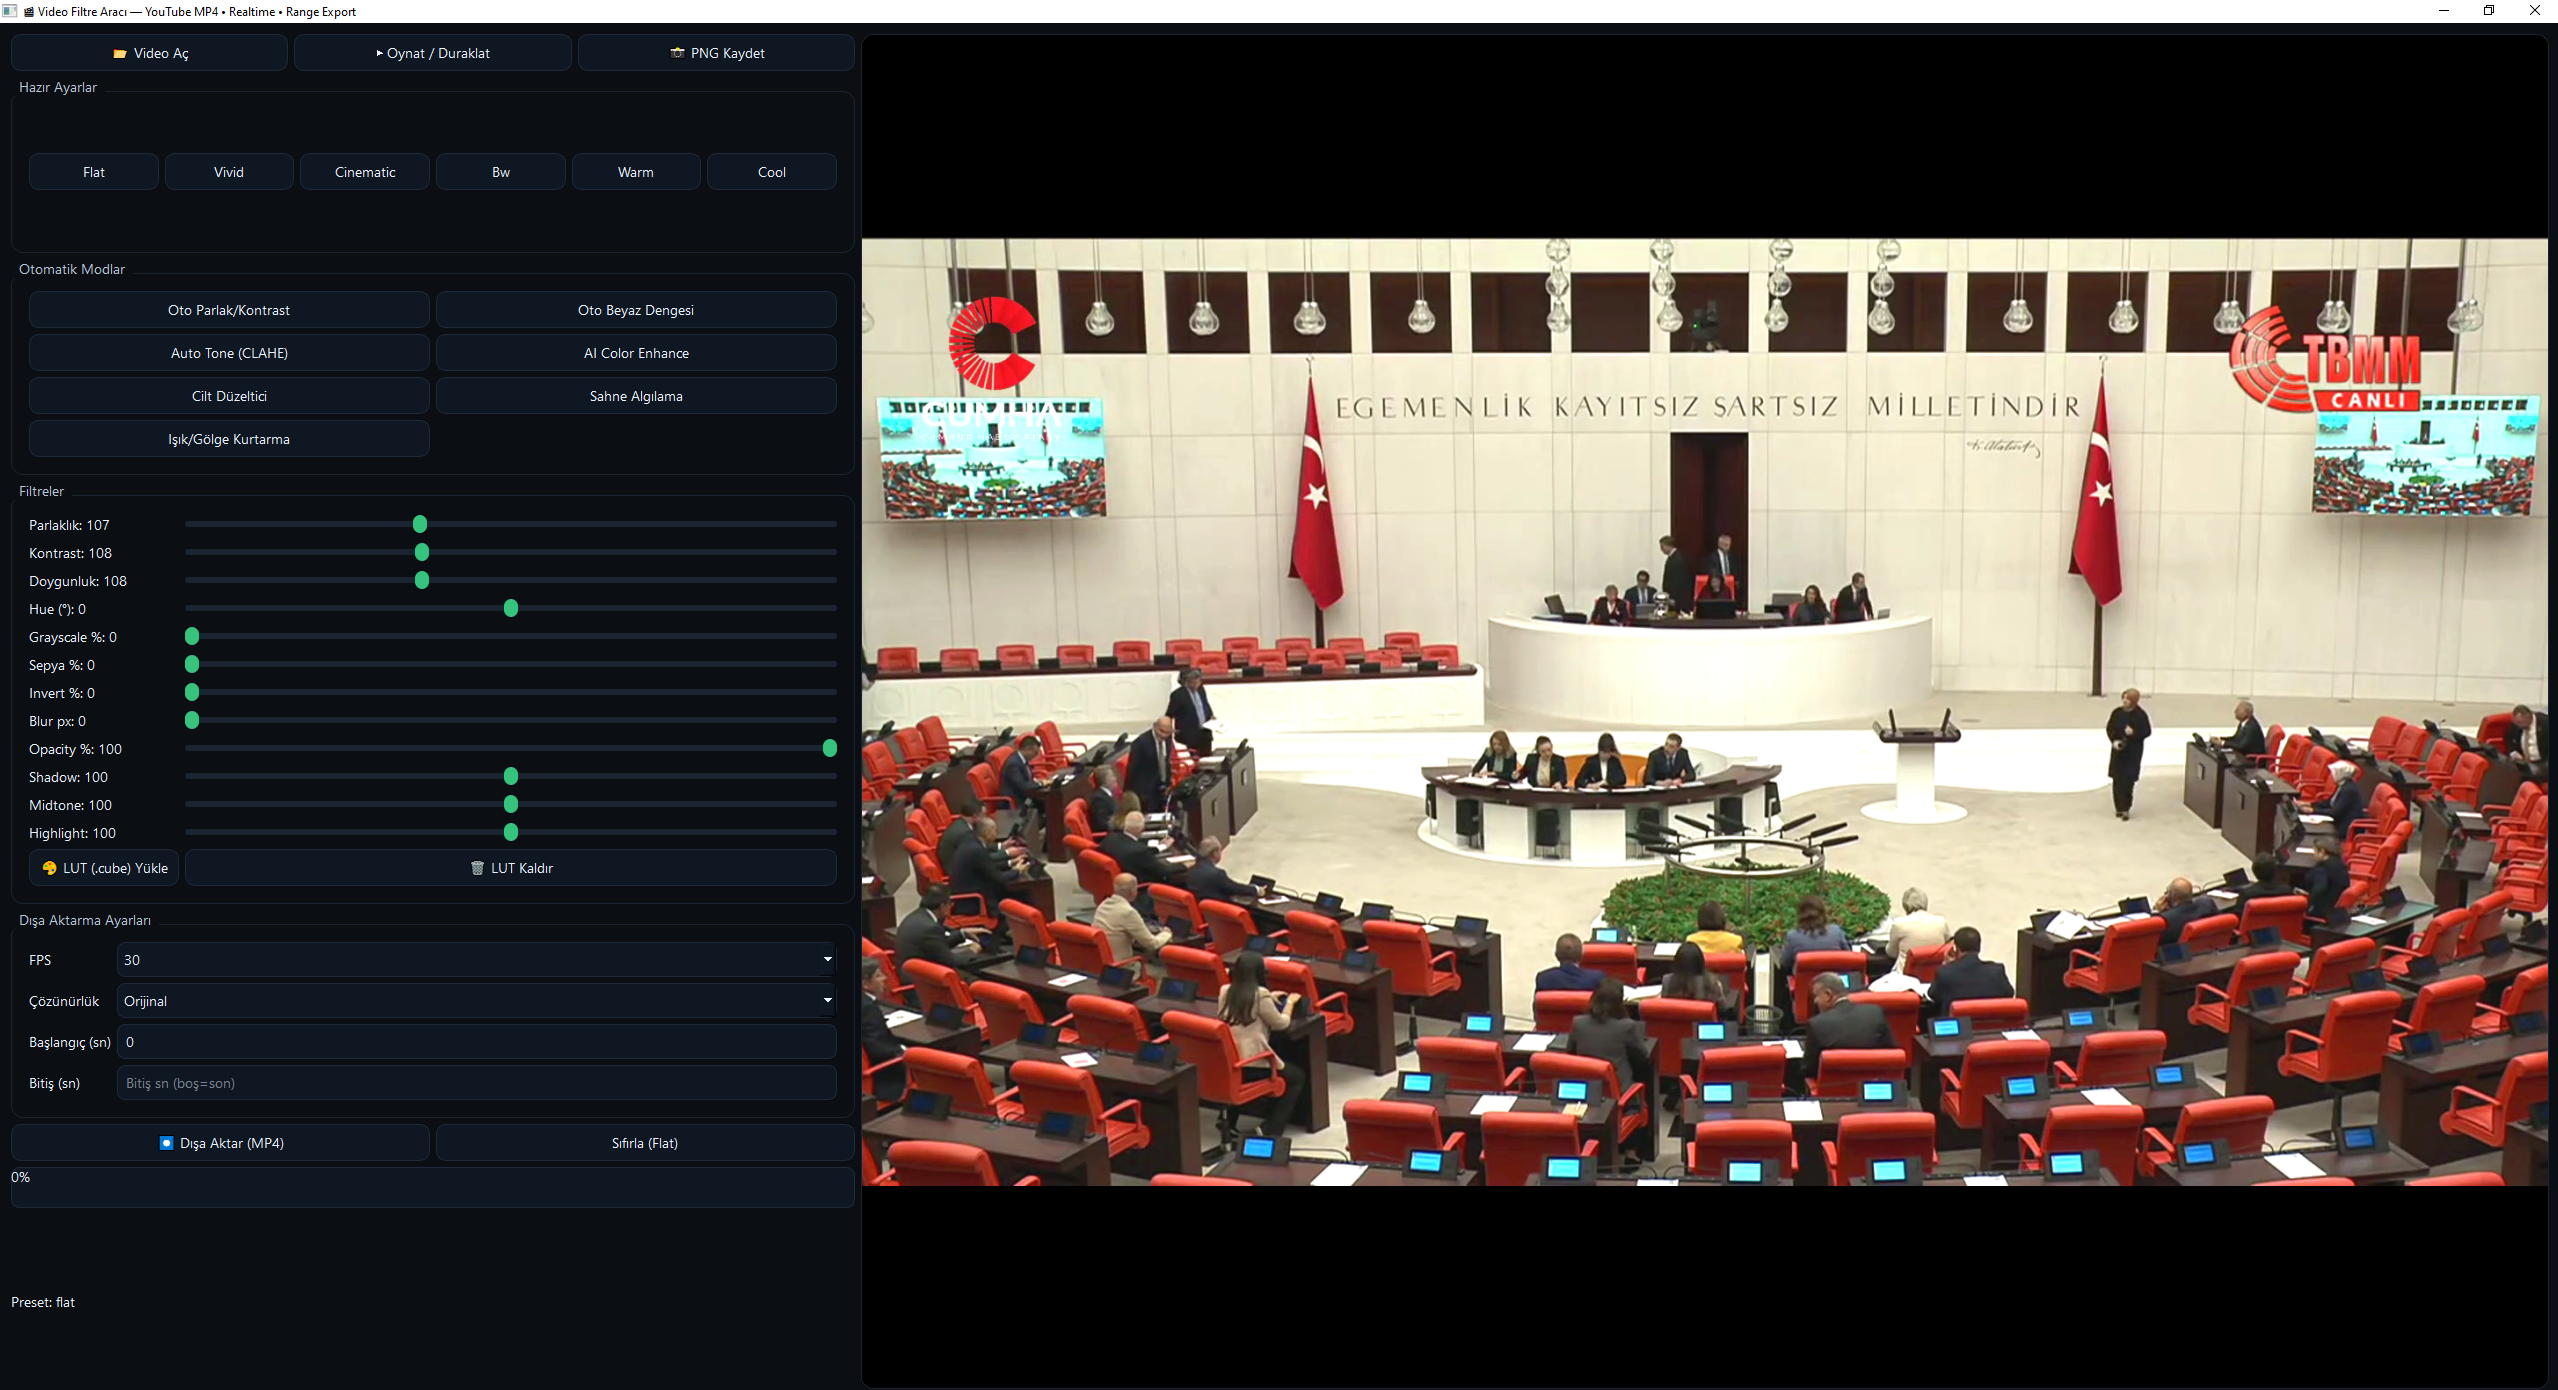 Video Filtre Aracı — YouTube MP4 • Realtime • Range Export
Video Aç
Oynat / Duraklat
PNG Kaydet
Hazır Ayarlar
Flat
Vivid
Cinematic
Bw
Warm
Cool
Otomatik Modlar
Oto Parlak/Kontrast
Oto Beyaz Dengesi
Auto Tone (CLAHE)
AI Color Enhance
Cilt Düzeltici
Sahne Algılama
Işık/Gölge Kurtarma
Filtreler
Parlaklık: 107
Kontrast: 108
Doygunluk: 108
Hue (°): 0
Grayscale %: 0
Sepya %: 0
Invert %: 0
Blur px: 0
Opacity %: 100
Shadow: 100
Midtone: 100
Highlight: 100
LUT (.cube) Yükle
LUT Kaldır
Dışa Aktarma Ayarları
FPS
30
Çözünürlük
Orijinal
Başlangıç (sn)
0
Bitiş (sn)
Bitiş sn (boş=son)
Dışa Aktar (MP4)
Sıfırla (Flat)
0%
Preset: flat
CUMHA
TBMM
CANLI
EGEMENLİK KAYITSIZ SARTSIZ MİLLETİNDİR
K. Atatürk